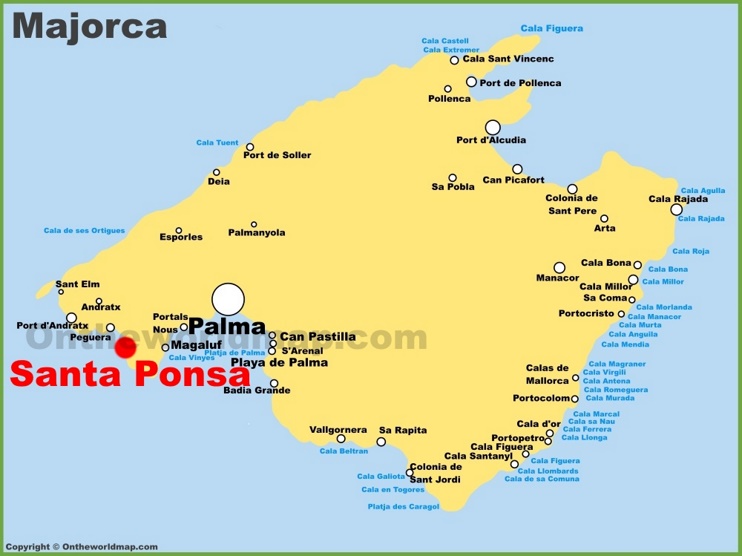 Majorca
Cala Figuera
Cala Castell
Cala Extremer
Cala Sant Vincenc
Port de Pollenca
Pollenca
Port d'Alcudia
Cala Tuent
Port de Soller
Deia
Sa Pobla
Can Picafort
Colonia de
Sant Pere
Cala Agulla
Cala Rajada
Cala Rajada
Arta
Cala de ses Ortigues
Esporles
Palmanyola
Cala Roja
Cala Bona
Cala Bona
Manacor
Cala Millor
Cala Millor
Sa Coma
Cala Morlanda
Portocristo
Cala Manacor
Cala Murta
Cala Anguila
Cala Mendia
Sant Elm
Andratx
Port d'Andratx
Peguera
Portals
Nous
Palma
Ontheworldmap.com
Can Pastilla
Magaluf
S'Arenal
Cala Vinyes
Platja de Palma
Playa de Palma
Santa Ponsa
Badia Grande
Cala Magraner
Calas de
Mallorca
Cala Virgili
Cala Antena
Cala Romeguera
Portocolom
Cala Murada
Cala Marcal
Cala sa Nau
Cala d'or
Cala Ferrera
Portopetro
Cala Llonga
Vallgornera
Sa Rapita
Cala Beltran
Cala Figuera
Cala Santanyl
Cala Figuera
Colonia de
Sant Jordi
Cala Galiota
Cala Llombards
Cala de sa Comuna
Cala en Togores
Platja des Caragol
Copyright © Ontheworldmap.com